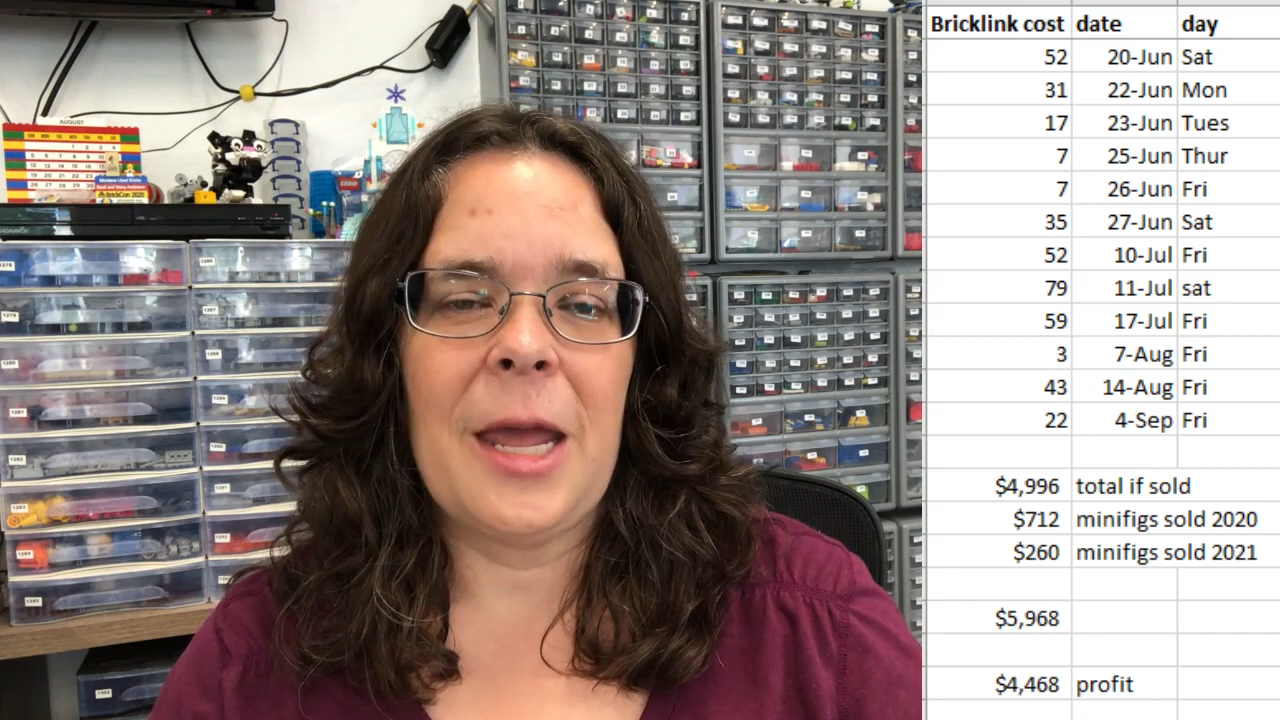 Bricklink cost date day
52 20-Jun Sat
31 22-Jun Mon
17 23-Jun Tues
7 25-Jun Thur
7 26-Jun Fri
35 27-Jun Sat
52 10-Jul Fri
79 11-Jul sat
59 17-Jul Fri
3 7-Aug Fri
43 14-Aug Fri
22 4-Sep Fri
$4,996 total if sold
$712 minifigs sold 2020
$260 minifigs sold 2021
$5,968
$4,468 profit
AUGUST
BrickCon 2020
LEGO